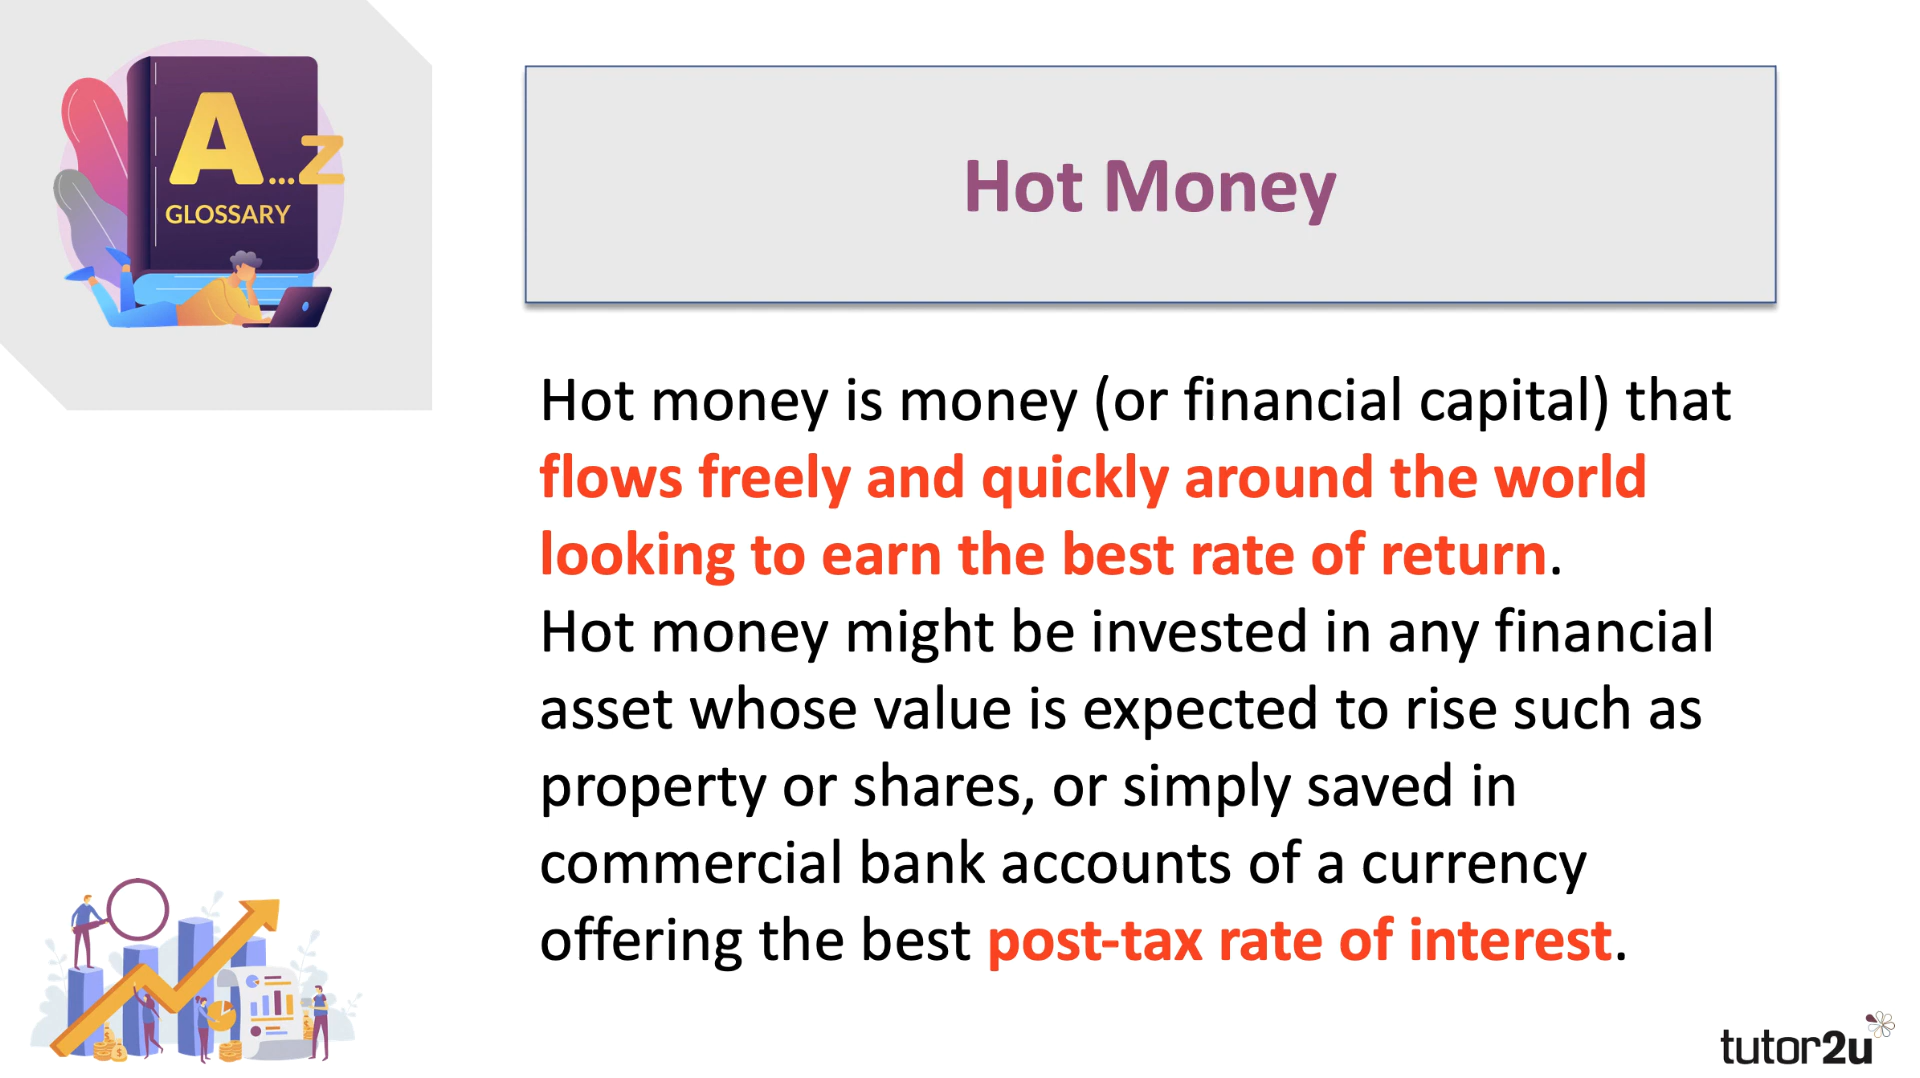 A...Z
GLOSSARY
Hot Money
Hot money is money (or financial capital) that
flows freely and quickly around the world
looking to earn the best rate of return.
Hot money might be invested in any financial
asset whose value is expected to rise such as
property or shares, or simply saved in
commercial bank accounts of a currency
offering the best post-tax rate of interest.
tutor2u